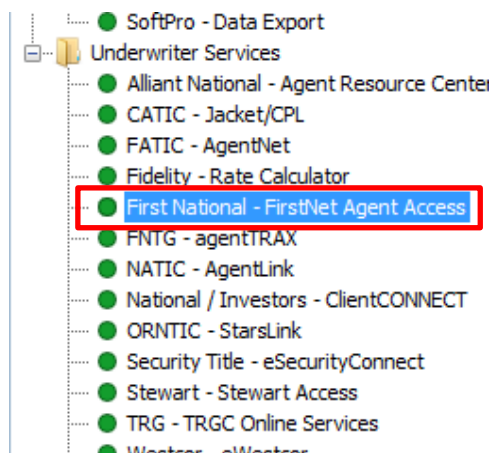 SoftPro - Data Export
Underwriter Services
Alliant National - Agent Resource Center
CATIC - Jacket/CPL
FATIC - AgentNet
Fidelity - Rate Calculator
First National - FirstNet Agent Access
FNTG - agentTRAX
NATIC - AgentLink
National / Investors - ClientCONNECT
ORNTIC - StarsLink
Security Title - eSecurityConnect
Stewart - Stewart Access
TRG - TRGC Online Services
Westcor - eWestcor